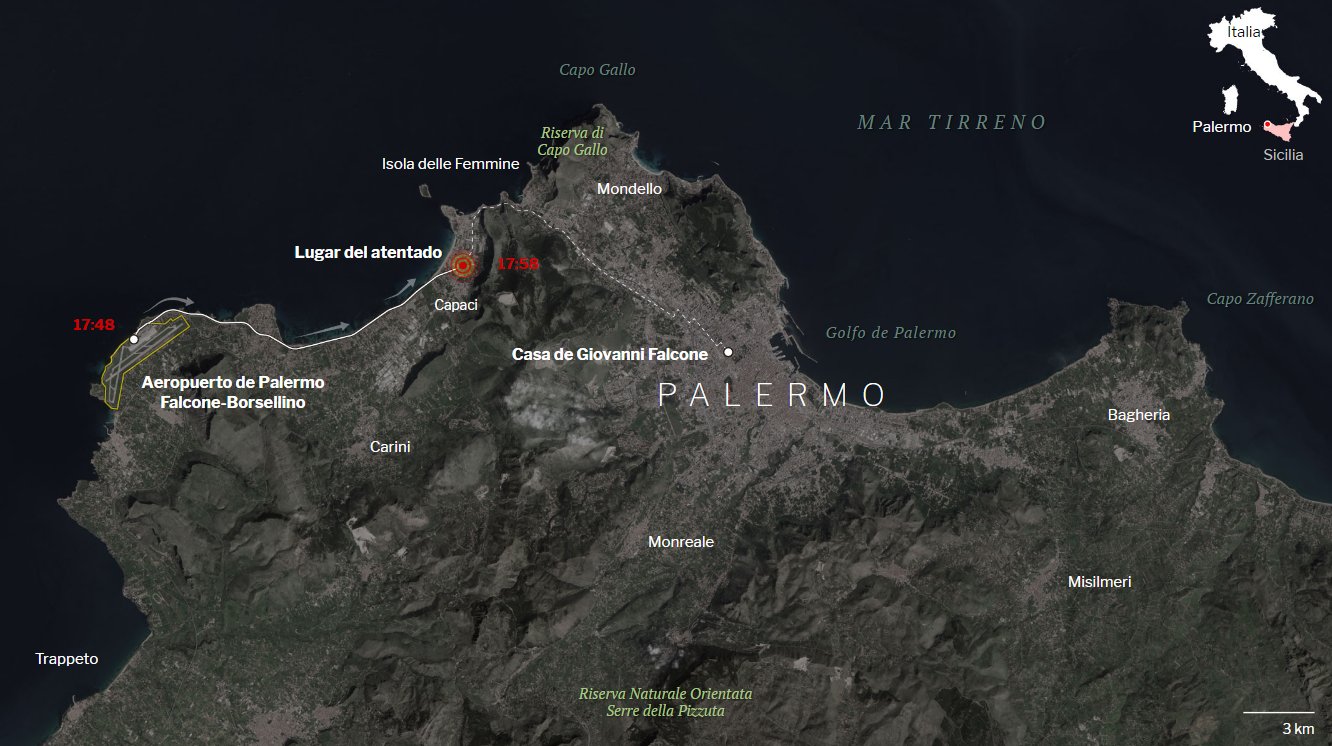 Italia
Capo Gallo
MAR TIRRENO
Palermo
Sicilia
Riserva di
Capo Gallo
Isola delle Femmine
Mondello
Lugar del atentado
17:58
Capaci
Capo Zafferano
17:48
Golfo de Palermo
Casa de Giovanni Falcone
Aeropuerto de Palermo
Falcone-Borsellino
PALERMO
Bagheria
Carini
Monreale
Misilmeri
Trappeto
Riserva Naturale Orientata
Serre della Pizzuta
3 km